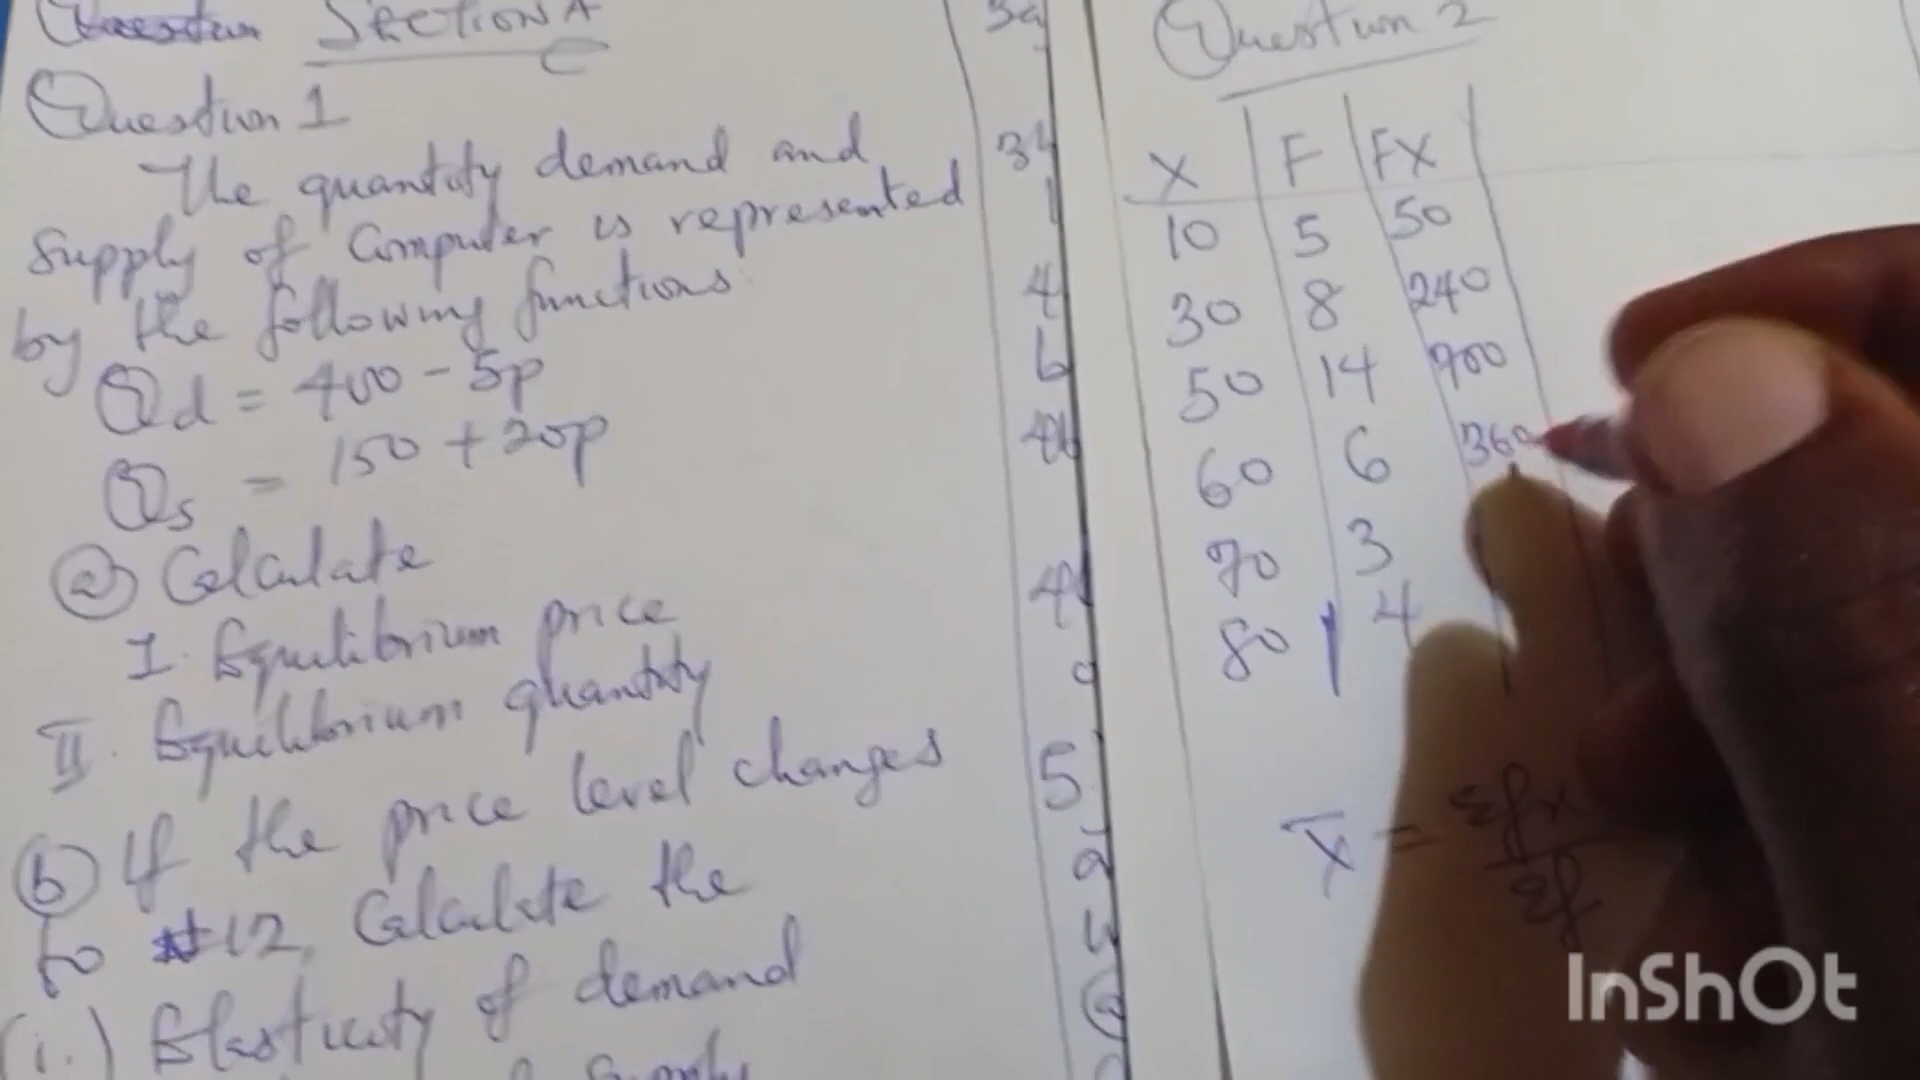 Section A
Question 1
The quantity demand and
Supply of Computer is represented
by the following functions:
Qd = 400 - 5p
Qs = 150 + 20p
(a) Calculate
I. Equilibrium price
II. Equilibrium quantity
(b) If the price level changes
to ₦12, Calculate the
(i.) Elasticity of demand
Supply
Question 2
X F FX
10 5 50
30 8 240
50 14 700
60 6 360
70 3
80 4
X̄ = Σfx
Σf
InShOt